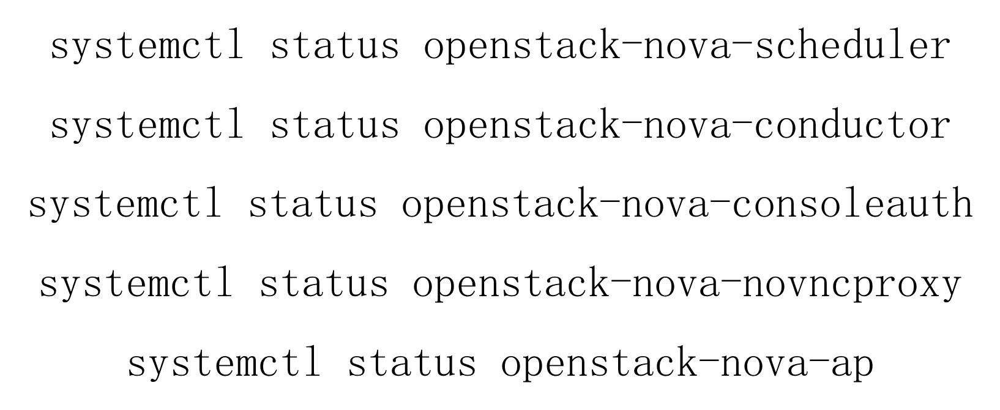 systemctl status openstack-nova-scheduler
systemctl status openstack-nova-conductor
systemctl status openstack-nova-consoleauth
systemctl status openstack-nova-novncproxy
systemctl status openstack-nova-ap